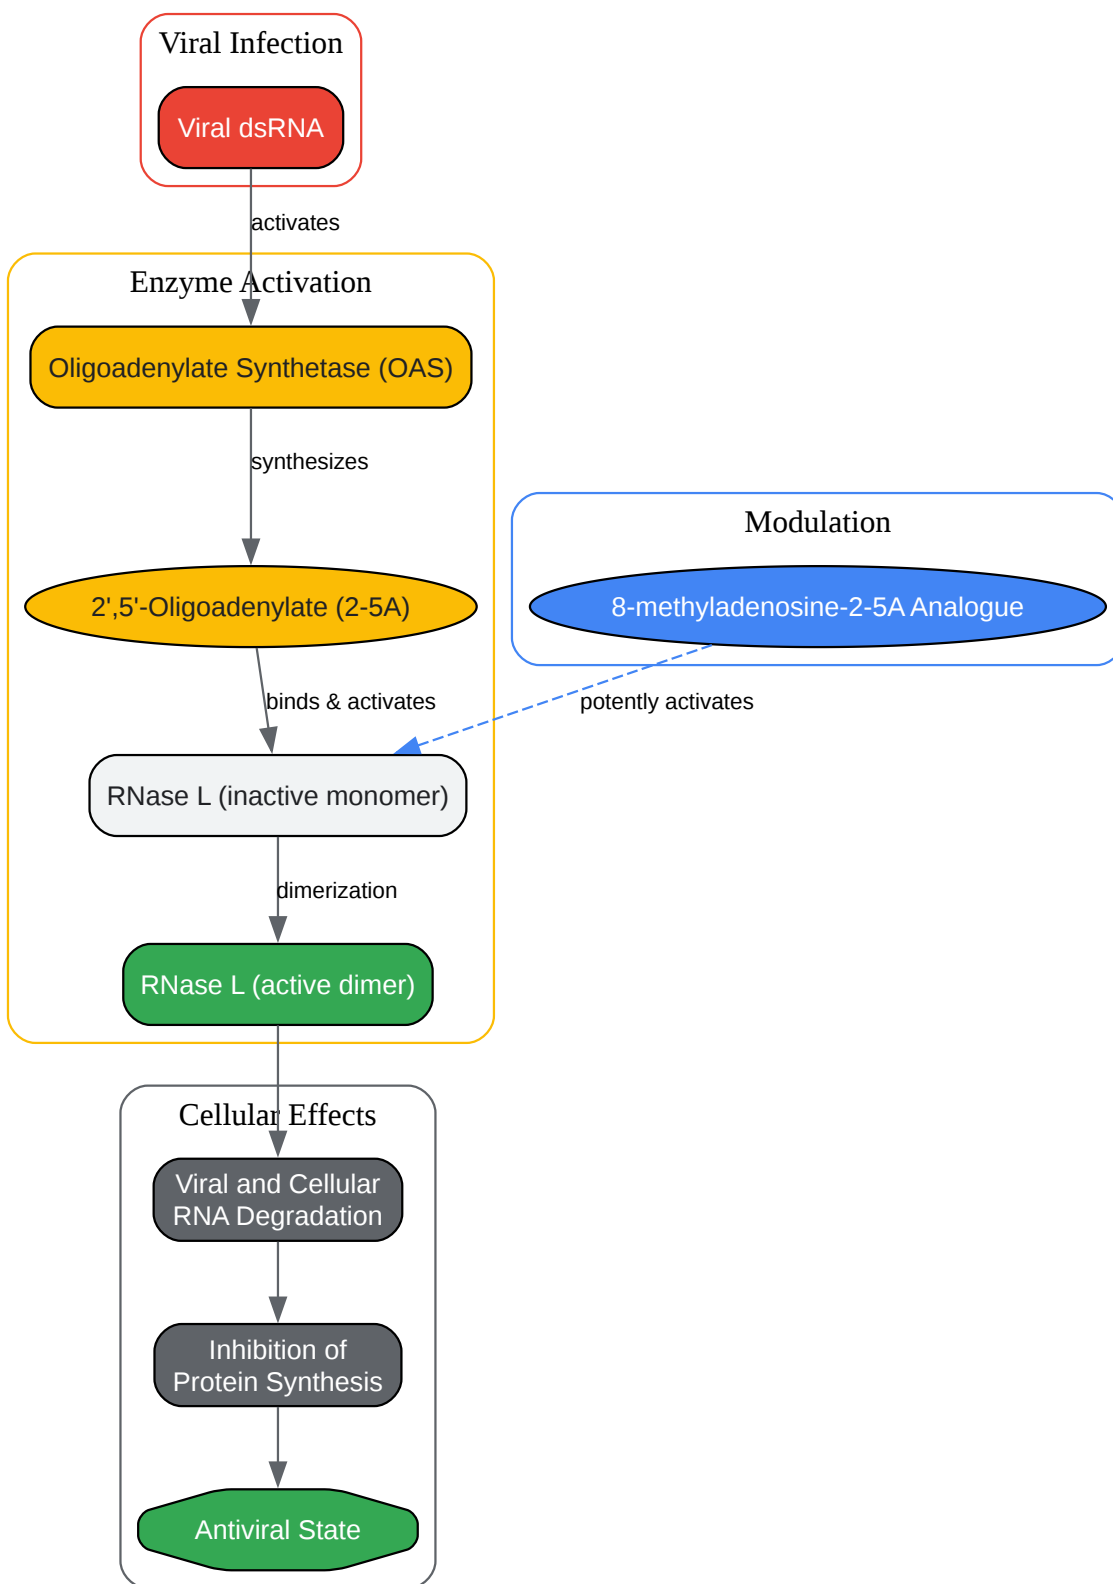 Viral Infection
Viral dsRNA
activates
Enzyme Activation
Oligoadenylate Synthetase (OAS)
synthesizes
Modulation
2',5'-Oligoadenylate (2-5A)
8-methyladenosine-2-5A Analogue
binds & activates
potently activates
RNase L (inactive monomer)
dimerization
RNase L (active dimer)
Cellular Effects
Viral and Cellular
RNA Degradation
Inhibition of
Protein Synthesis
Antiviral State